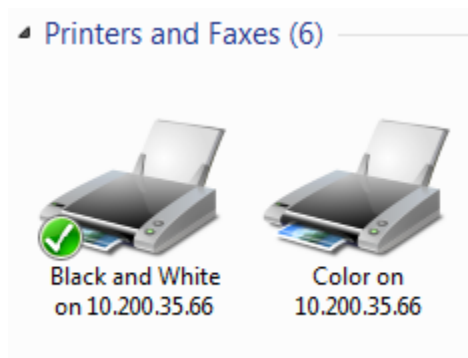 Printers and Faxes (6)
Black and White
on 10.200.35.66
Color on
10.200.35.66